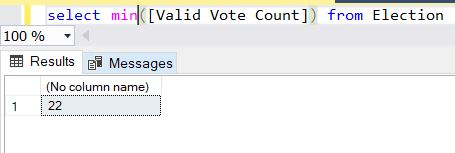 select min([Valid Vote Count]) from Election
100 %
Results Messages
(No column name)
1 22